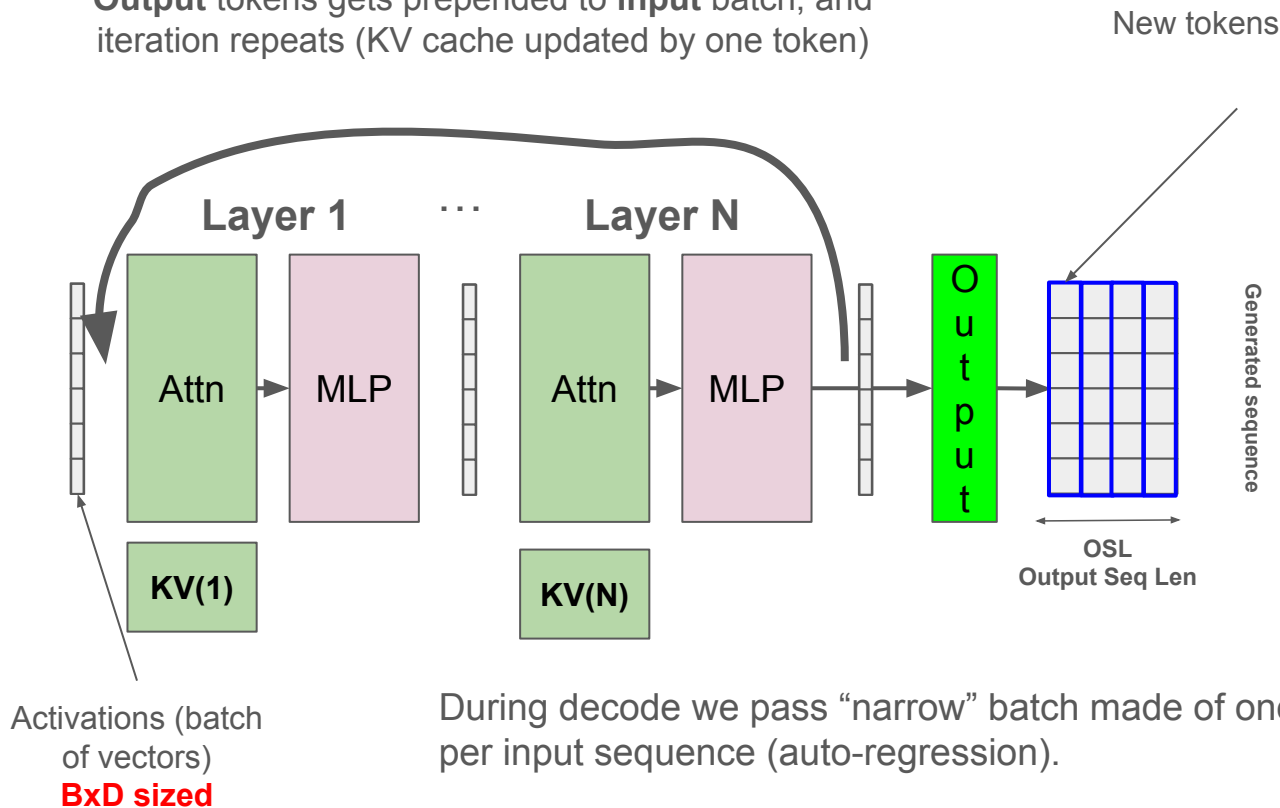 Output tokens gets prepended to Input batch, and
iteration repeats (KV cache updated by one token)
New tokens
Layer 1
...
Layer N
Attn
MLP
Attn
MLP
Output
Generated sequence
KV(1)
KV(N)
OSL
Output Seq Len
Activations (batch
of vectors)
BxD sized
During decode we pass “narrow” batch made of one
per input sequence (auto-regression).